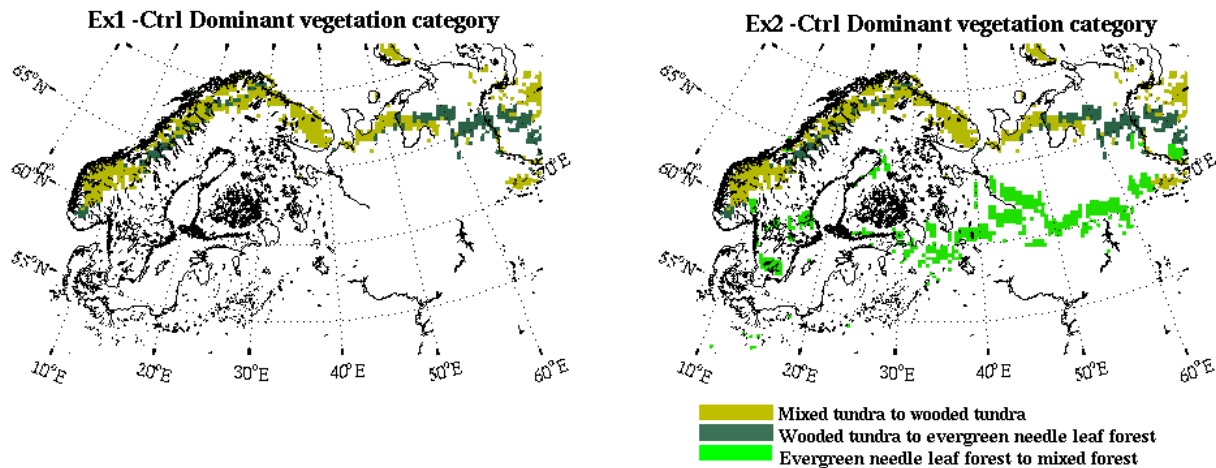 Ex1 -Ctrl Dominant vegetation category
Ex2 -Ctrl Dominant vegetation category
65°N
60°N
55°N
10°E
20°E
30°E
40°E
50°E
60°E
65°N
60°N
55°N
10°E
20°E
30°E
40°E
50°E
60°E
Mixed tundra to wooded tundra
Wooded tundra to evergreen needle leaf forest
Evergreen needle leaf forest to mixed forest